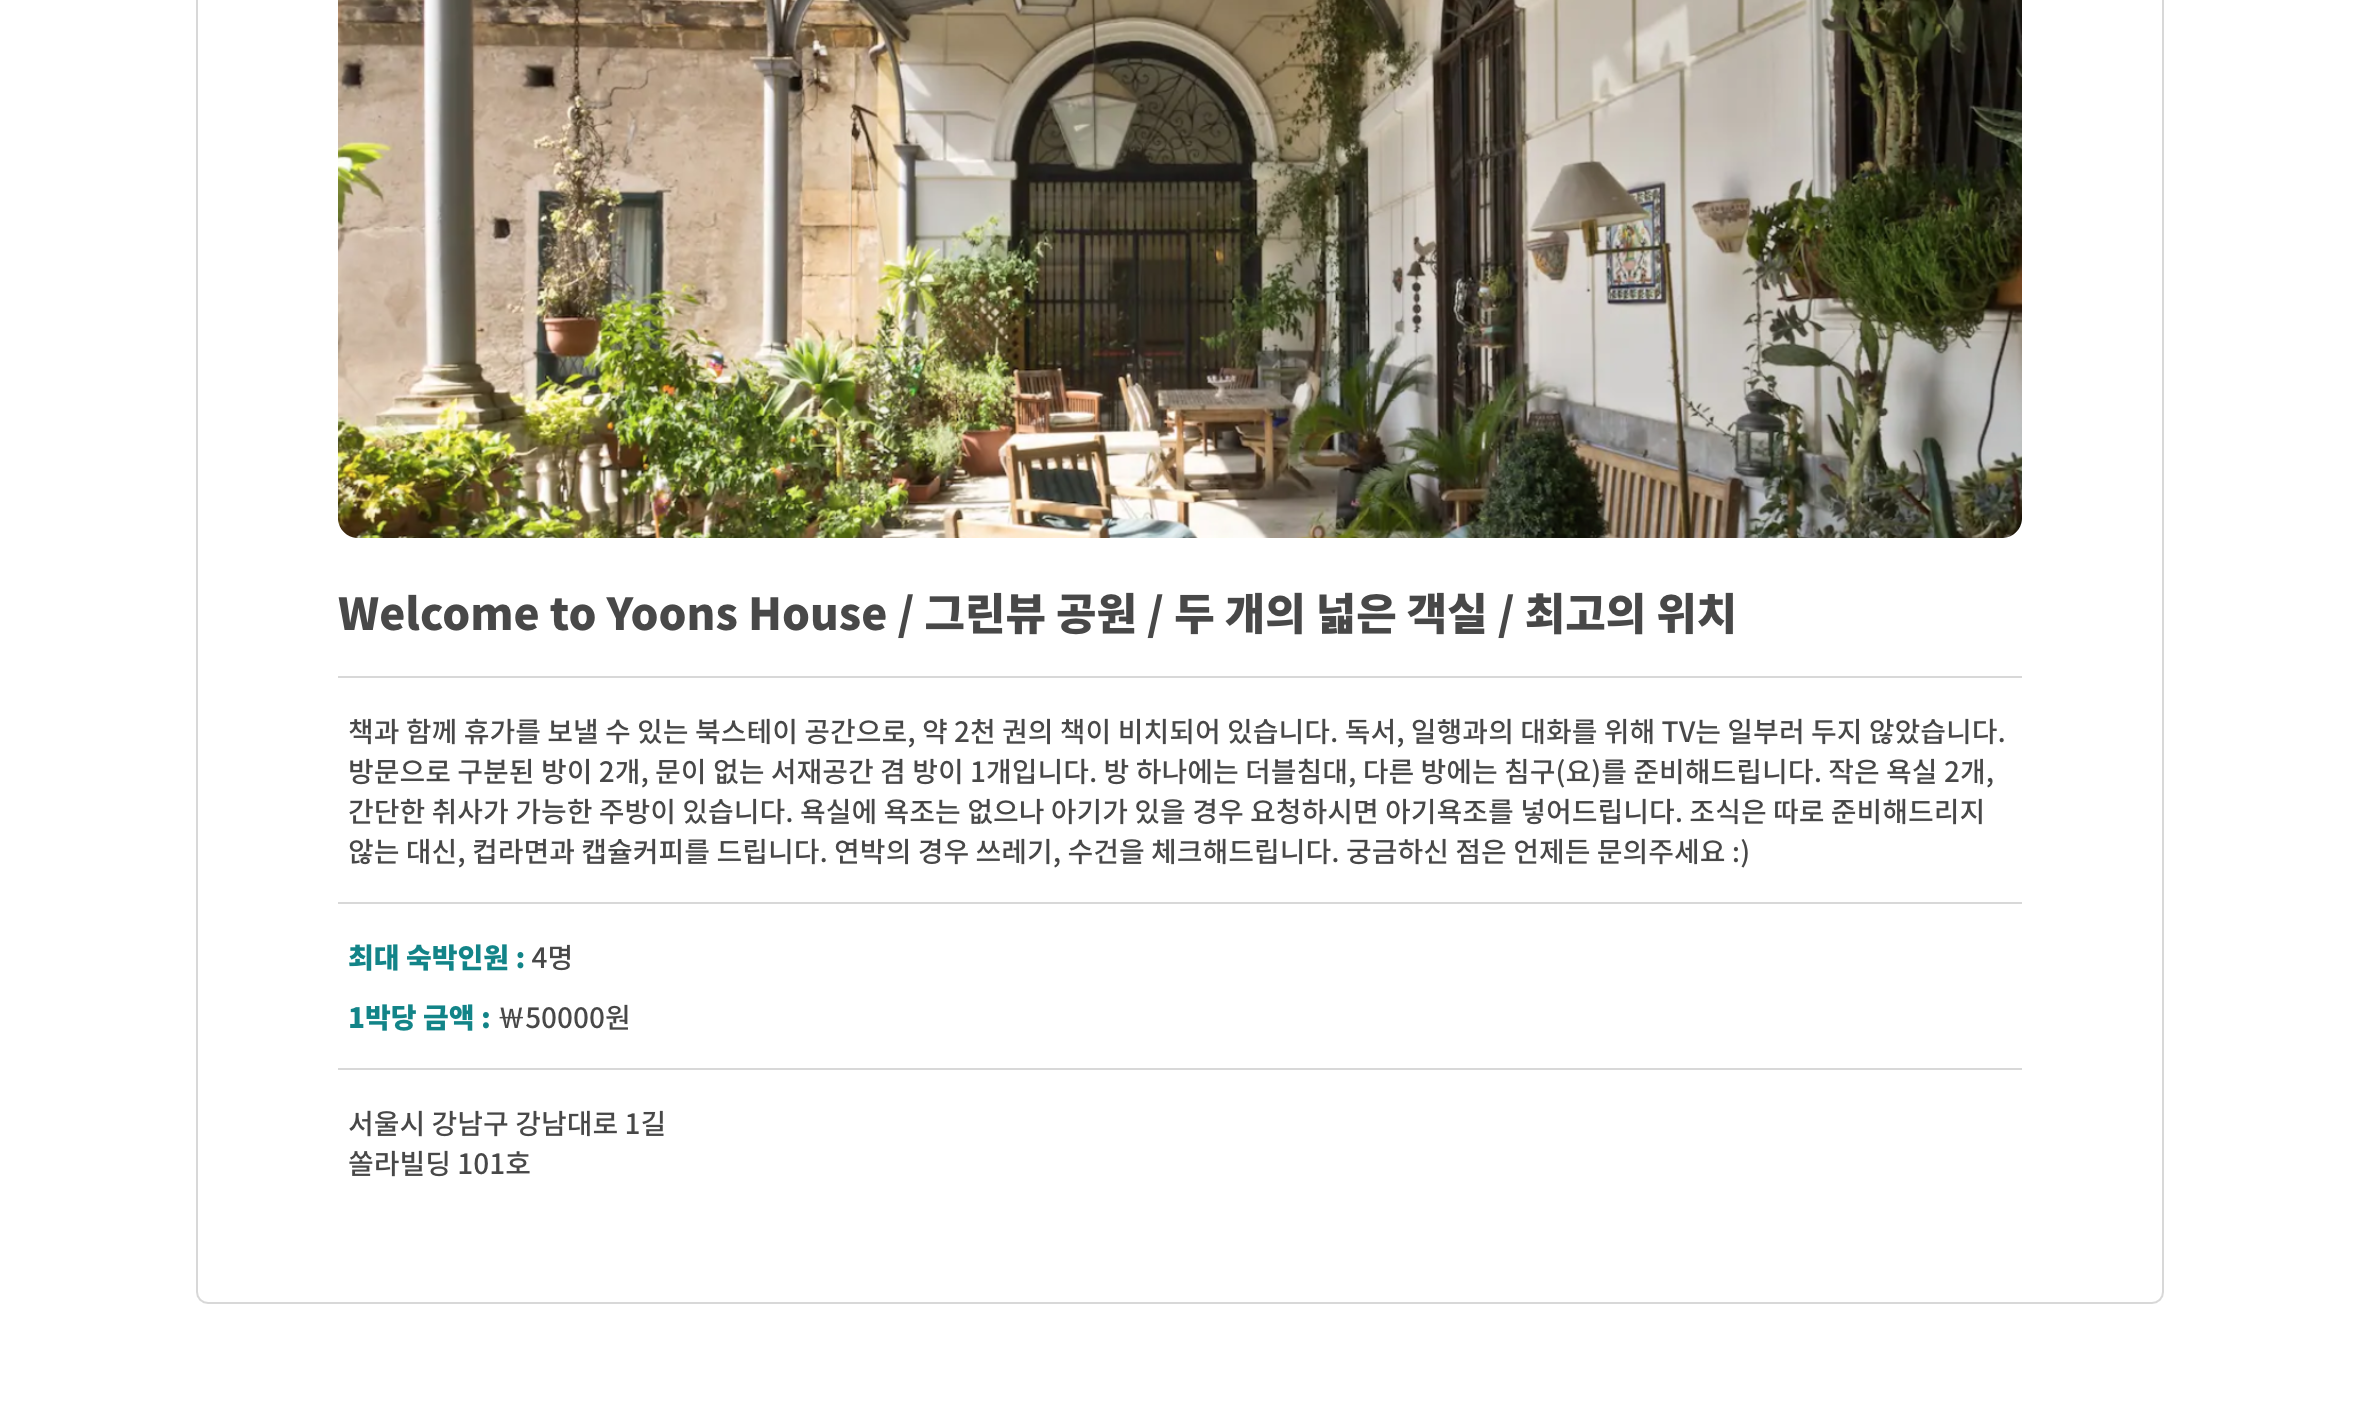 Welcome to Yoons House / 그린뷰 공원 / 두 개의 넓은 객실 / 최고의 위치
책과 함께 휴가를 보낼 수 있는 북스테이 공간으로, 약 2천 권의 책이 비치되어 있습니다. 독서, 일행과의 대화를 위해 TV는 일부러 두지 않았습니다.
방문으로 구분된 방이 2개, 문이 없는 서재공간 겸 방이 1개입니다. 방 하나에는 더블침대, 다른 방에는 침구(요)를 준비해드립니다. 작은 욕실 2개,
간단한 취사가 가능한 주방이 있습니다. 욕실에 욕조는 없으나 아기가 있을 경우 요청하시면 아기욕조를 넣어드립니다. 조식은 따로 준비해드리지
않는 대신, 컵라면과 캡슐커피를 드립니다. 연박의 경우 쓰레기, 수건을 체크해드립니다. 궁금하신 점은 언제든 문의주세요 :)
최대 숙박인원 : 4명
1박당 금액 : ₩50000원
서울시 강남구 강남대로 1길
쏠라빌딩 101호